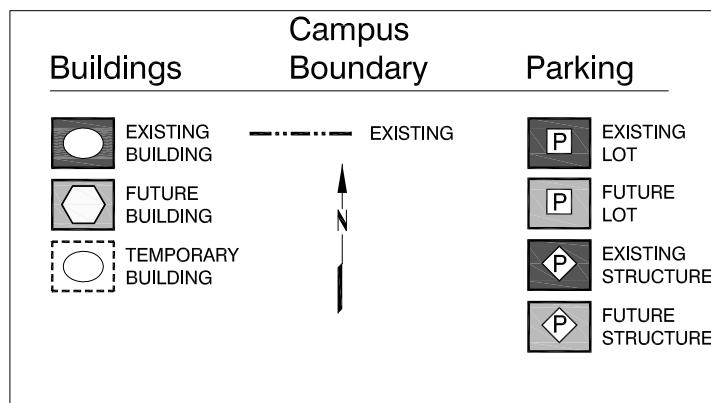 Buildings
Campus
Boundary
Parking
EXISTING
BUILDING
FUTURE
BUILDING
TEMPORARY
BUILDING
EXISTING
N
P
EXISTING
LOT
P
FUTURE
LOT
P
EXISTING
STRUCTURE
P
FUTURE
STRUCTURE